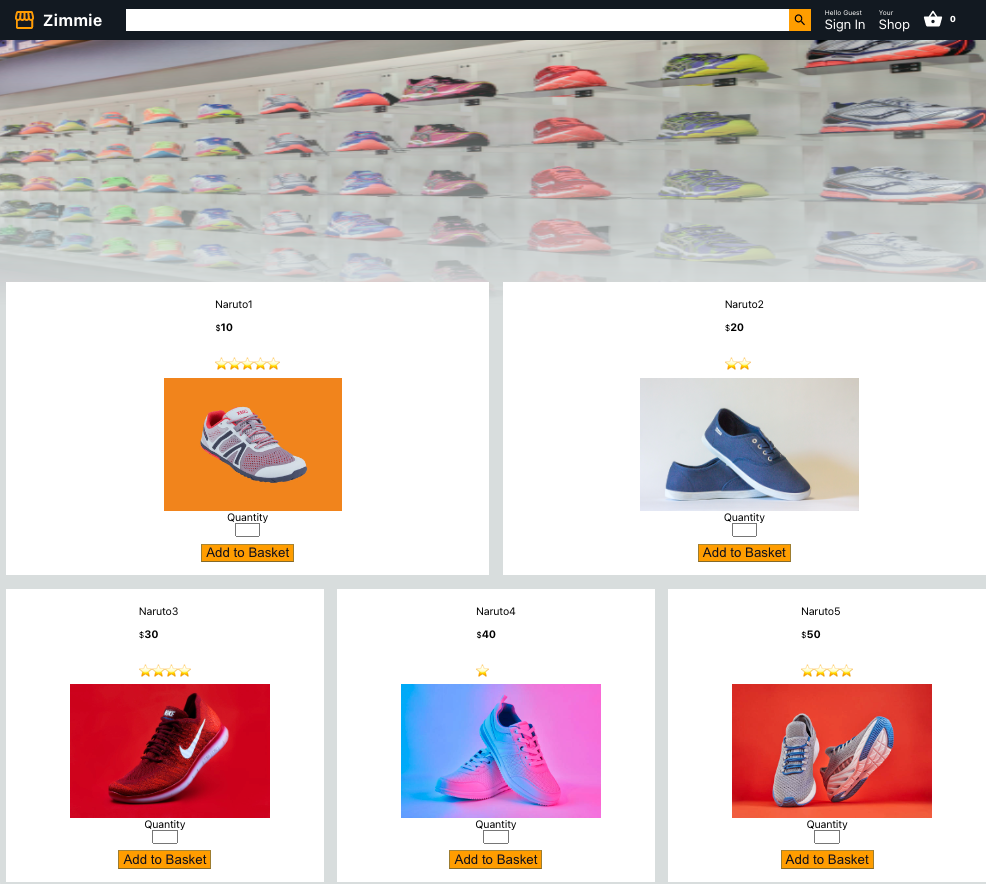 Zimmie
Hello Guest
Sign In
Your
Shop
0
Naruto1
$10
Quantity
Add to Basket
Naruto2
$20
Quantity
Add to Basket
Naruto3
$30
Quantity
Add to Basket
Naruto4
$40
Quantity
Add to Basket
Naruto5
$50
Quantity
Add to Basket